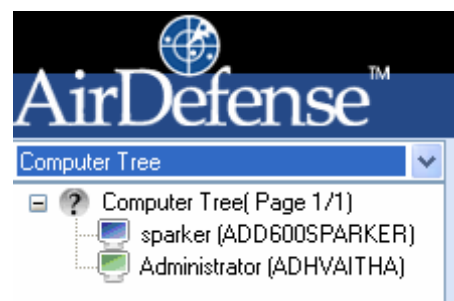 AirDefense™
Computer Tree
Computer Tree( Page 1/1)
sparker (ADD600SPARKER)
Administrator (ADHVAITHA)